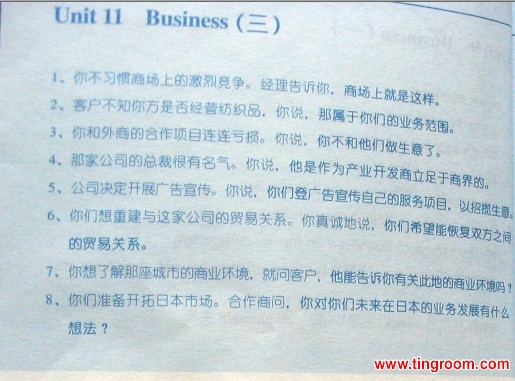 Unit 11 Business (三)
1、你不习惯商场上的激烈竞争。经理告诉你，商场上就是这样。
2、客户不知你方是否经营纺织品，你说，那属于你们的业务范围。
3、你和外商的合作项目连连亏损。你说，你不和他们做生意了。
4、那家公司的总裁很有名气。你说，他是作为产业开发商立足于商界的。
5、公司决定开展广告宣传。你说，你们登广告宣传自己的服务项目，以招揽生意。
6、你们想重建与这家公司的贸易关系。你真诚地说，你们希望能恢复双方之间
的贸易关系。
7、你想了解那座城市的商业环境，就问客户，他能告诉你有关此地的商业环境吗？
8、你们准备开拓日本市场。合作商问，你对你们未来在日本的业务发展有什么
想法？
www.tingroom.com